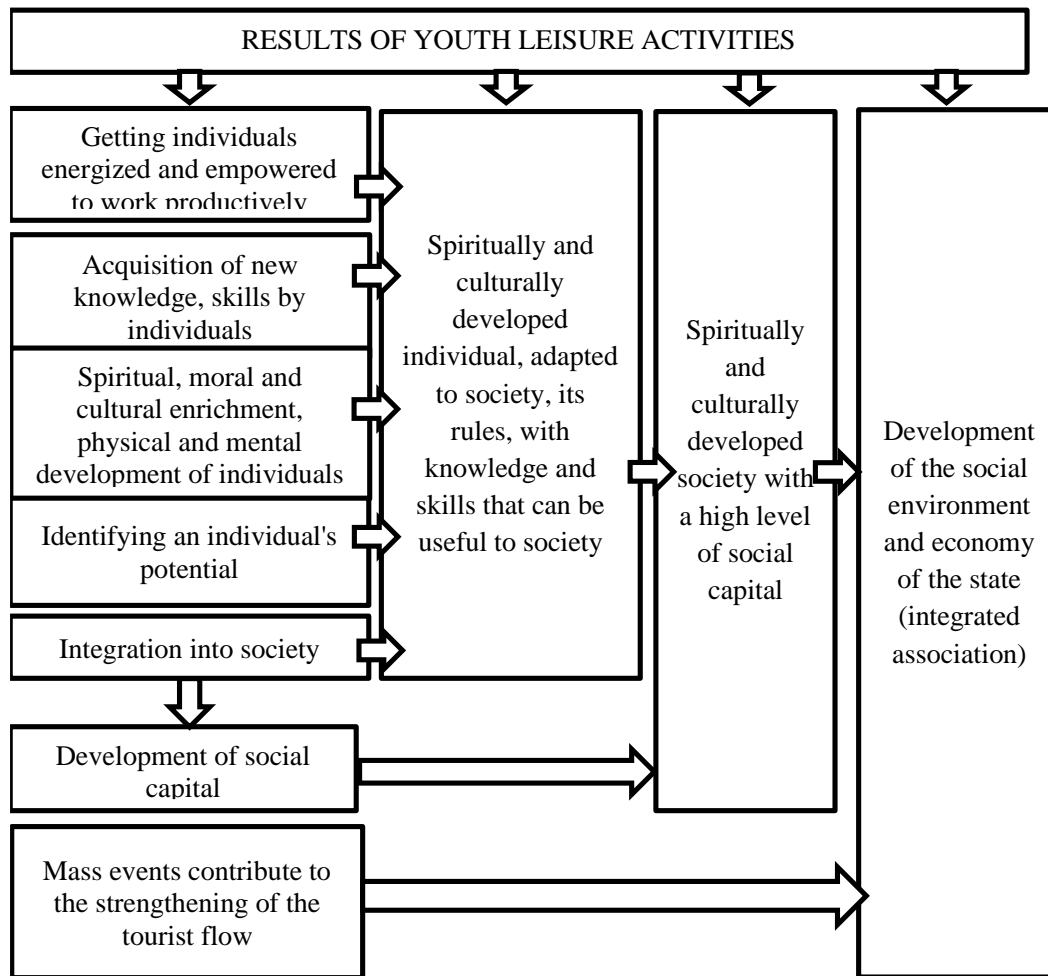 RESULTS OF YOUTH LEISURE ACTIVITIES
Getting individuals
energized and empowered
to work productively
Acquisition of new
knowledge, skills by
individuals
Spiritual, moral and
cultural enrichment,
physical and mental
development of individuals
Identifying an individual's
potential
Integration into society
Development of social
capital
Mass events contribute to
the strengthening of the
tourist flow
Spiritually and
culturally
developed
individual, adapted
to society, its
rules, with
knowledge and
skills that can be
useful to society
Spiritually
and
culturally
developed
society with
a high level
of social
capital
Development
of the social
environment
and economy
of the state
(integrated
association)